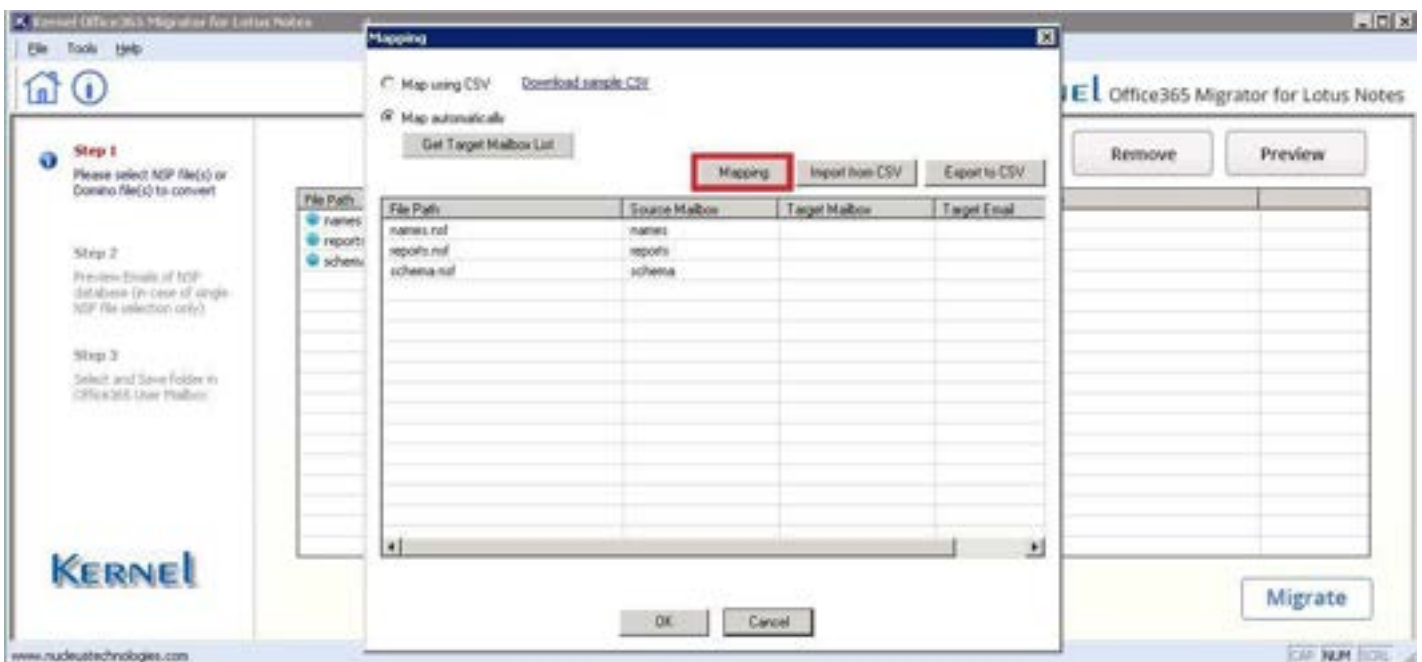 Kernel Office365 Migrator for Lotus Notes
File Tools Help
KERNEL Office365 Migrator for Lotus Notes
Step 1
Please select NSF file(s) or
Domino file(s) to convert
Step 2
Preview Emails of NSF
database (in case of single
NSF file selection only)
Step 3
Select and Save folder in
Office365 User Mailbox
KERNEL
Remove Preview
File Path
names
reports
schema
Mapping
Map using CSV Download sample CSV
Map automatically
Get Target Mailbox List
Mapping Import from CSV Export to CSV
File Path Source Mailbox Target Mailbox Target Email
names.nsf names
reports.nsf reports
schema.nsf schema
OK Cancel
Migrate
www.nucleustechnologies.com
CAP NUM SCRL